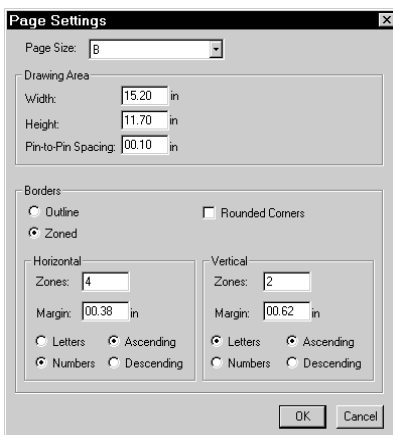 Page Settings
Page Size: B
Drawing Area
Width: 15.20 in
Height: 11.70 in
Pin-to-Pin Spacing: 00.10 in
Borders
Outline Rounded Corners
Zoned
Horizontal Vertical
Zones: 4 Zones: 2
Margin: 00.38 in Margin: 00.62 in
Letters Ascending Letters Ascending
Numbers Descending Numbers Descending
OK Cancel